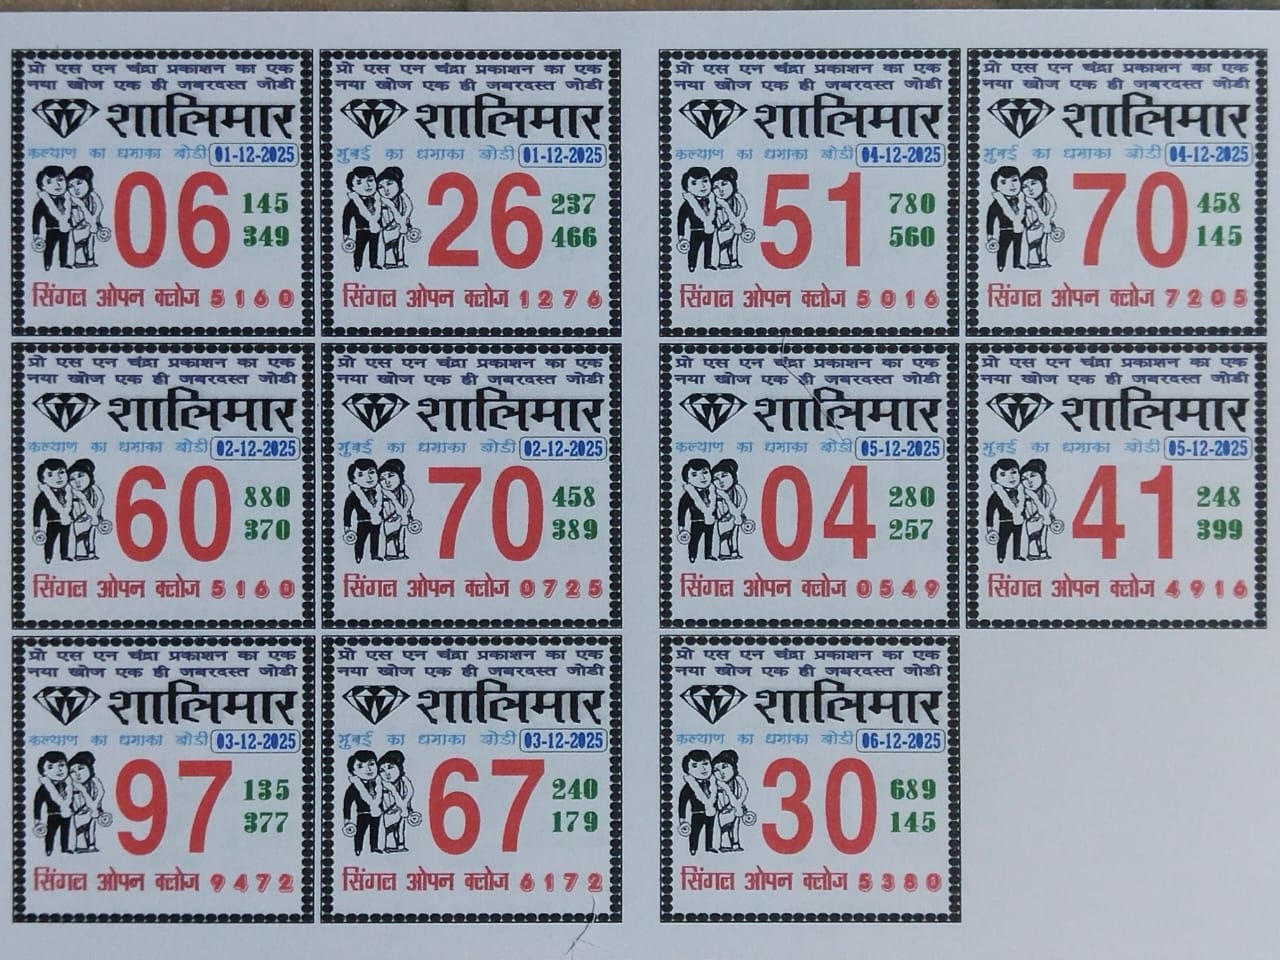 प्रो एस एन चंद्रा प्रकाशन का एक
नया खोज एक ही जबरदस्त जोडी
शालिमार
कल्याण का धमाका जोडी 01-12-2025
06
145
349
सिंगल ओपन क्लोज 5 1 6 0
प्रो एस एन चंद्रा प्रकाशन का एक
नया खोज एक ही जबरदस्त जोडी
शालिमार
मुंबई का धमाका जोडी 01-12-2025
26
237
466
सिंगल ओपन क्लोज 1 2 7 6
प्रो एस एन चंद्रा प्रकाशन का एक
नया खोज एक ही जबरदस्त जोडी
शालिमार
कल्याण का धमाका जोडी 04-12-2025
51
780
560
सिंगल ओपन क्लोज 5 0 1 6
प्रो एस एन चंद्रा प्रकाशन का एक
नया खोज एक ही जबरदस्त जोडी
शालिमार
मुंबई का धमाका जोडी 04-12-2025
70
458
145
सिंगल ओपन क्लोज 7 2 0 5
प्रो एस एन चंद्रा प्रकाशन का एक
नया खोज एक ही जबरदस्त जोडी
शालिमार
कल्याण का धमाका जोडी 02-12-2025
60
880
370
सिंगल ओपन क्लोज 5 1 6 0
प्रो एस एन चंद्रा प्रकाशन का एक
नया खोज एक ही जबरदस्त जोडी
शालिमार
मुंबई का धमाका जोडी 02-12-2025
70
458
389
सिंगल ओपन क्लोज 0 7 2 5
प्रो एस एन चंद्रा प्रकाशन का एक
नया खोज एक ही जबरदस्त जोडी
शालिमार
कल्याण का धमाका जोडी 05-12-2025
04
280
257
सिंगल ओपन क्लोज 0 5 4 9
प्रो एस एन चंद्रा प्रकाशन का एक
नया खोज एक ही जबरदस्त जोडी
शालिमार
मुंबई का धमाका जोडी 05-12-2025
41
248
399
सिंगल ओपन क्लोज 4 9 1 6
प्रो एस एन चंद्रा प्रकाशन का एक
नया खोज एक ही जबरदस्त जोडी
शालिमार
कल्याण का धमाका जोडी 03-12-2025
97
135
377
सिंगल ओपन क्लोज 9 4 7 2
प्रो एस एन चंद्रा प्रकाशन का एक
नया खोज एक ही जबरदस्त जोडी
शालिमार
मुंबई का धमाका जोडी 03-12-2025
67
240
179
सिंगल ओपन क्लोज 6 1 7 2
प्रो एस एन चंद्रा प्रकाशन का एक
नया खोज एक ही जबरदस्त जोडी
शालिमार
कल्याण का धमाका जोडी 06-12-2025
30
689
145
सिंगल ओपन क्लोज 5 3 8 0